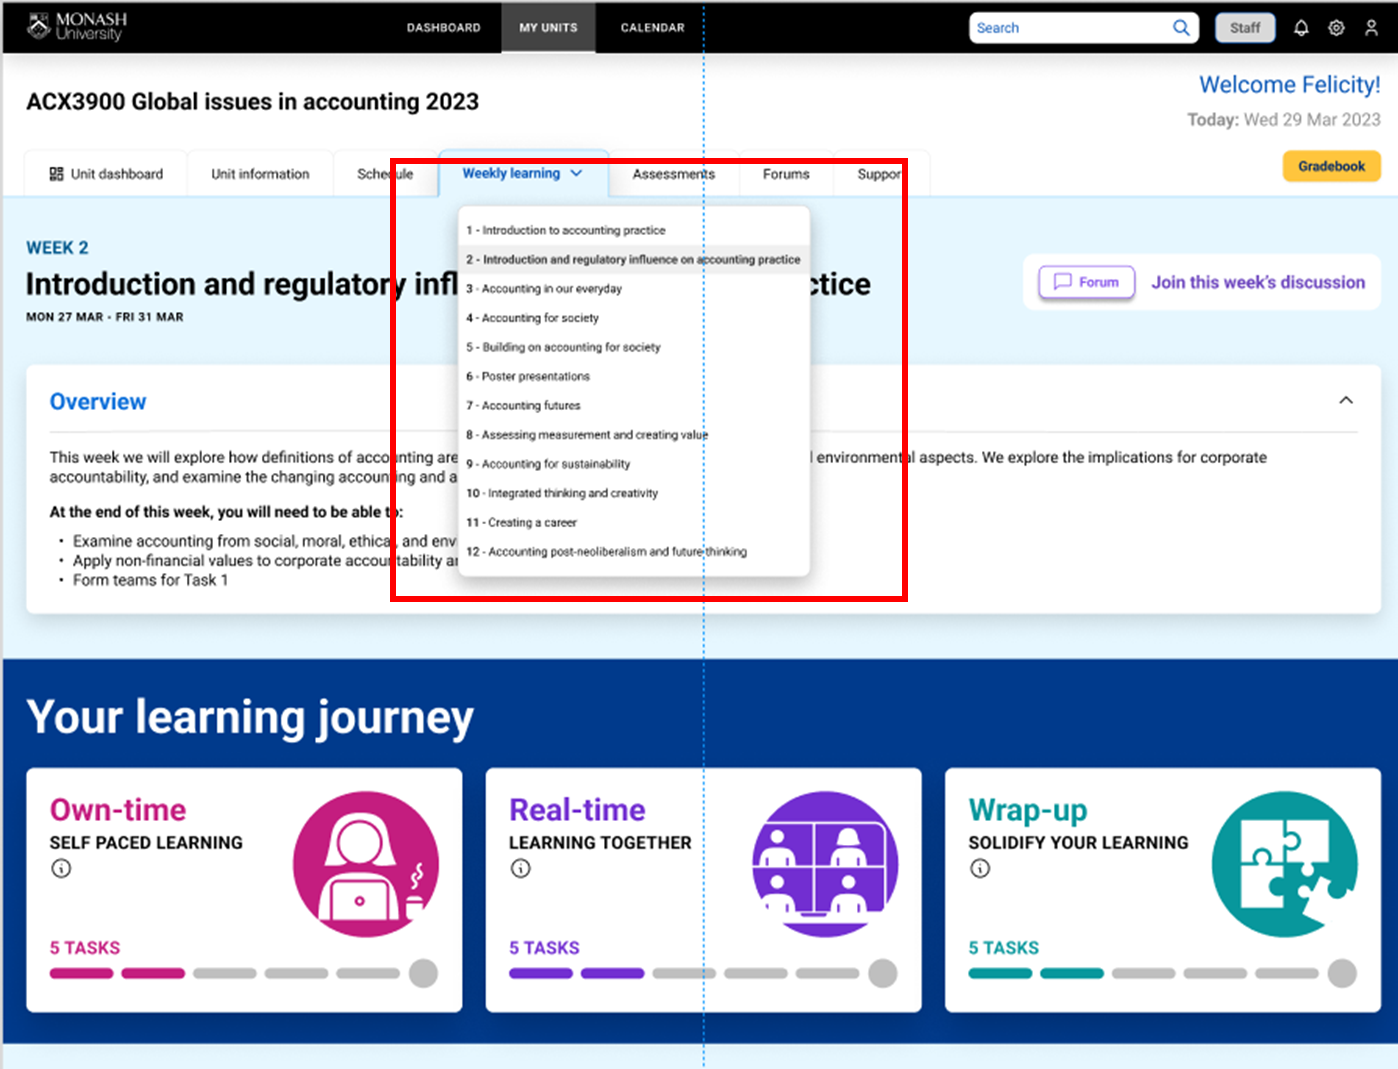 MONASH
University
DASHBOARD
MY UNITS
CALENDAR
Search
Staff
ACX3900 Global issues in accounting 2023
Welcome Felicity!
Today: Wed 29 Mar 2023
Unit dashboard
Unit information
Schedule
Weekly learning
Assessments
Forums
Suppor
Gradebook
1 - Introduction to accounting practice
2 - Introduction and regulatory influence on accounting practice
3 - Accounting in our everyday
4 - Accounting for society
5 - Building on accounting for society
6 - Poster presentations
7 - Accounting futures
8 - Assessing measurement and creating value
9 - Accounting for sustainability
10 - Integrated thinking and creativity
11 - Creating a career
12 - Accounting post-neoliberalism and future thinking
WEEK 2
Introduction and regulatory infl ctice
MON 27 MAR - FRI 31 MAR
Forum
Join this week's discussion
Overview
This week we will explore how definitions of accounting are environmental aspects. We explore the implications for corporate
accountability, and examine the changing accounting and a
At the end of this week, you will need to be able to:
• Examine accounting from social, moral, ethical, and env
• Apply non-financial values to corporate accountability a
• Form teams for Task 1
Your learning journey
Own-time
SELF PACED LEARNING
5 TASKS
Real-time
LEARNING TOGETHER
5 TASKS
Wrap-up
SOLIDIFY YOUR LEARNING
5 TASKS